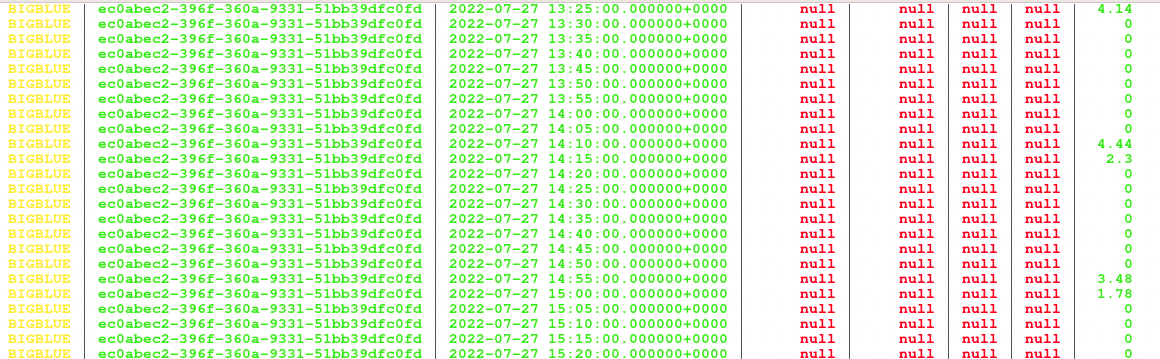 BIGBLUE | ec0abec2-396f-360a-9331-51bb39dfc0fd | 2022-07-27 13:25:00.000000+0000 | null | null | null | null | 4.14
BIGBLUE | ec0abec2-396f-360a-9331-51bb39dfc0fd | 2022-07-27 13:30:00.000000+0000 | null | null | null | null | 0
BIGBLUE | ec0abec2-396f-360a-9331-51bb39dfc0fd | 2022-07-27 13:35:00.000000+0000 | null | null | null | null | 0
BIGBLUE | ec0abec2-396f-360a-9331-51bb39dfc0fd | 2022-07-27 13:40:00.000000+0000 | null | null | null | null | 0
BIGBLUE | ec0abec2-396f-360a-9331-51bb39dfc0fd | 2022-07-27 13:45:00.000000+0000 | null | null | null | null | 0
BIGBLUE | ec0abec2-396f-360a-9331-51bb39dfc0fd | 2022-07-27 13:50:00.000000+0000 | null | null | null | null | 0
BIGBLUE | ec0abec2-396f-360a-9331-51bb39dfc0fd | 2022-07-27 13:55:00.000000+0000 | null | null | null | null | 0
BIGBLUE | ec0abec2-396f-360a-9331-51bb39dfc0fd | 2022-07-27 14:00:00.000000+0000 | null | null | null | null | 0
BIGBLUE | ec0abec2-396f-360a-9331-51bb39dfc0fd | 2022-07-27 14:05:00.000000+0000 | null | null | null | null | 0
BIGBLUE | ec0abec2-396f-360a-9331-51bb39dfc0fd | 2022-07-27 14:10:00.000000+0000 | null | null | null | null | 4.44
BIGBLUE | ec0abec2-396f-360a-9331-51bb39dfc0fd | 2022-07-27 14:15:00.000000+0000 | null | null | null | null | 2.3
BIGBLUE | ec0abec2-396f-360a-9331-51bb39dfc0fd | 2022-07-27 14:20:00.000000+0000 | null | null | null | null | 0
BIGBLUE | ec0abec2-396f-360a-9331-51bb39dfc0fd | 2022-07-27 14:25:00.000000+0000 | null | null | null | null | 0
BIGBLUE | ec0abec2-396f-360a-9331-51bb39dfc0fd | 2022-07-27 14:30:00.000000+0000 | null | null | null | null | 0
BIGBLUE | ec0abec2-396f-360a-9331-51bb39dfc0fd | 2022-07-27 14:35:00.000000+0000 | null | null | null | null | 0
BIGBLUE | ec0abec2-396f-360a-9331-51bb39dfc0fd | 2022-07-27 14:40:00.000000+0000 | null | null | null | null | 0
BIGBLUE | ec0abec2-396f-360a-9331-51bb39dfc0fd | 2022-07-27 14:45:00.000000+0000 | null | null | null | null | 0
BIGBLUE | ec0abec2-396f-360a-9331-51bb39dfc0fd | 2022-07-27 14:50:00.000000+0000 | null | null | null | null | 0
BIGBLUE | ec0abec2-396f-360a-9331-51bb39dfc0fd | 2022-07-27 14:55:00.000000+0000 | null | null | null | null | 3.48
BIGBLUE | ec0abec2-396f-360a-9331-51bb39dfc0fd | 2022-07-27 15:00:00.000000+0000 | null | null | null | null | 1.78
BIGBLUE | ec0abec2-396f-360a-9331-51bb39dfc0fd | 2022-07-27 15:05:00.000000+0000 | null | null | null | null | 0
BIGBLUE | ec0abec2-396f-360a-9331-51bb39dfc0fd | 2022-07-27 15:10:00.000000+0000 | null | null | null | null | 0
BIGBLUE | ec0abec2-396f-360a-9331-51bb39dfc0fd | 2022-07-27 15:15:00.000000+0000 | null | null | null | null | 0
BIGBLUE | ec0abec2-396f-360a-9331-51bb39dfc0fd | 2022-07-27 15:20:00.000000+0000 | null | null | null | null | 0